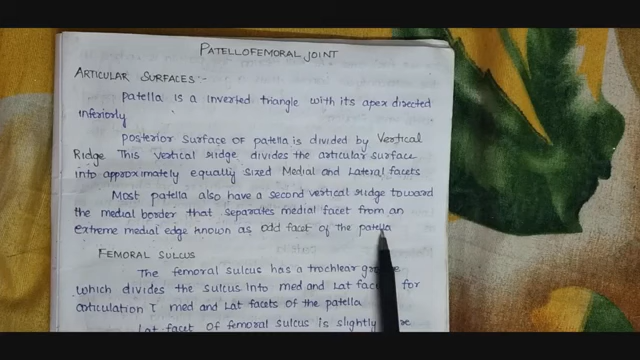 PATELLOFEMORAL JOINT
ARTICULAR SURFACES :-
Patella is a inverted triangle with its apex directed
inferiorly
Posterior surface of patella is divided by Vertical
Ridge This vertical ridge divides the articular surface
into approximately equally sized Medial and Lateral facets
Most patella also have a second vertical ridge toward
the medial border that separates medial facet from an
extreme medial edge known as odd facet of the patella
FEMORAL SULCUS
The femoral sulcus has a trochlear
which divides the sulcus into med and Lat for
articulation T med and Lat facets of the patella
Lat facet of femoral sulcus is slightly